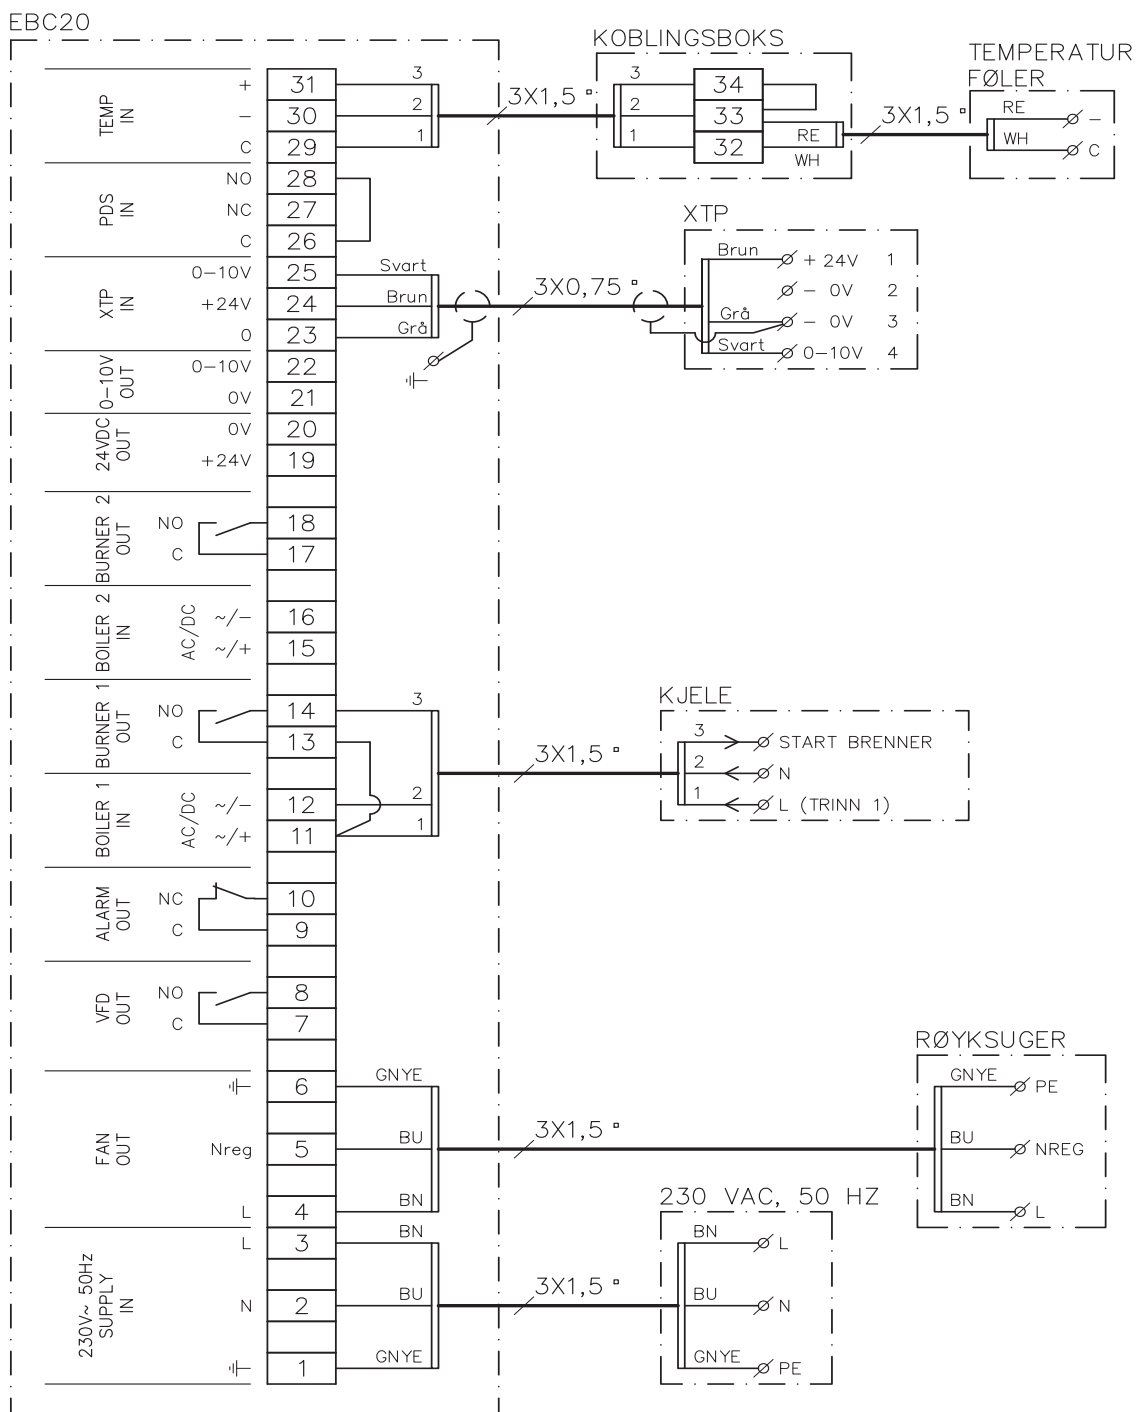 EBC20
KOBLINGSBOKS
TEMPERATUR
FØLER
TEMP
IN
+ 31 3
- 30 2
C 29 1
3X1,5 ▫
3 34
2 33
1 32
RE
WH
3X1,5 ▫
RE -
WH C
PDS
IN
NO 28
NC 27
C 26
XTP
XTP
IN
0-10V 25 Svart
+24V 24 Brun
0 23 Grå
3X0,75 ▫
Brun + 24V 1
- 0V 2
Grå - 0V 3
Svart 0-10V 4
0-10V
OUT
0-10V 22
0V 21
24VDC
OUT
0V 20
+24V 19
BURNER 2
OUT
NO 18
C 17
BOILER 2
IN
AC/DC
~/- 16
~/+ 15
BURNER 1
OUT
NO 14 3
C 13
BOILER 1
IN
AC/DC
~/- 12 2
~/+ 11 1
3X1,5 ▫
KJELE
3 START BRENNER
2 N
1 L (TRINN 1)
ALARM
OUT
NC 10
C 9
VFD
OUT
NO 8
C 7
RØYKSUGER
FAN
OUT
6 GNYE
Nreg 5 BU
L 4 BN
3X1,5 ▫
GNYE PE
BU NREG
BN L
230 VAC, 50 HZ
230V~ 50Hz
SUPPLY
IN
L 3 BN
N 2 BU
1 GNYE
3X1,5 ▫
BN L
BU N
GNYE PE